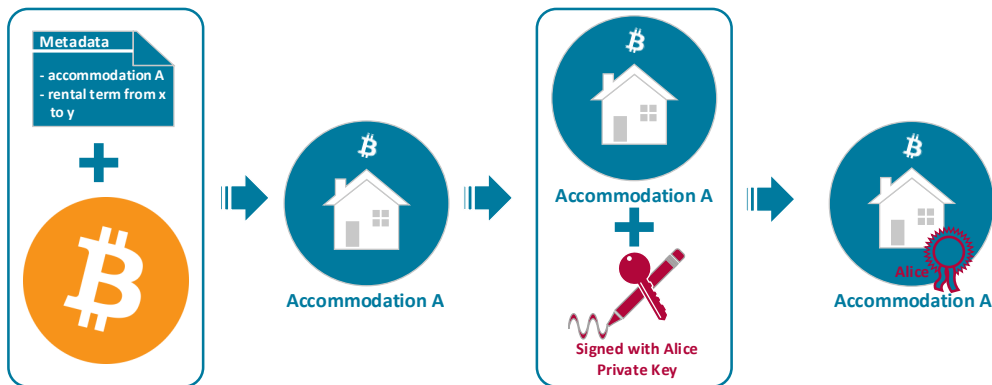 Metadata
- accommodation A
- rental term from x
to y
Accommodation A
Accommodation A
Signed with Alice
Private Key
Alice
Accommodation A